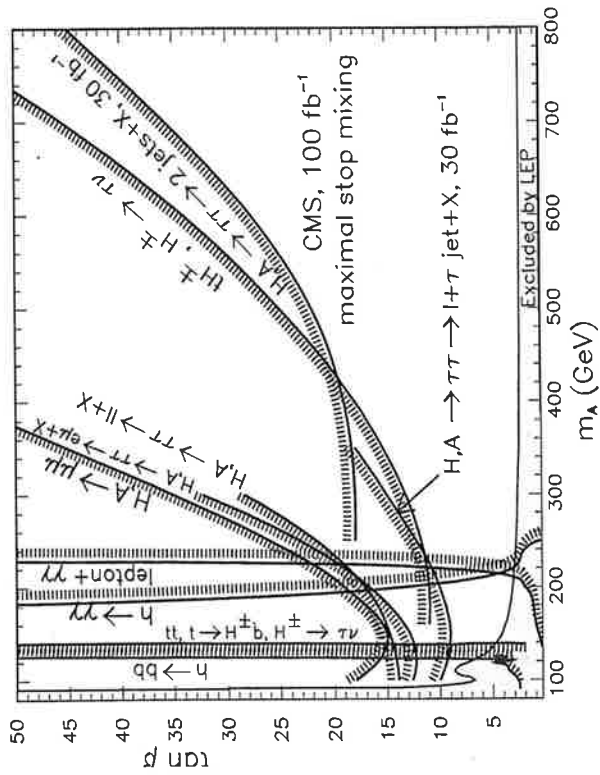 50
45
40
35
30
25
20
15
10
5
tan β
h → bb
tt, t → H±b, H± → τν
h → γγ
lepton + γγ
H,A → μμ
H,A → ττ → eμ+X
H,A → ττ → ll+X
tH±, H± → τν
H,A → ττ → 2 jets+X, 30 fb⁻¹
CMS, 100 fb⁻¹
maximal stop mixing
H,A → ττ → l+τ jet+X, 30 fb⁻¹
Excluded by LEP
100 200 300 400 500 600 700 800
m_A (GeV)